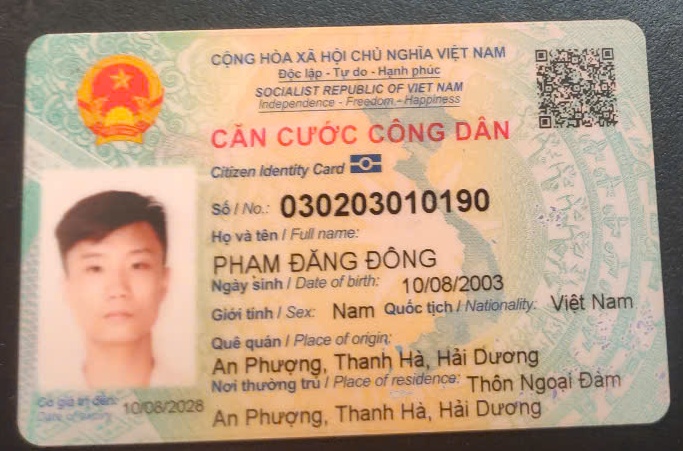 CỘNG HÒA XÃ HỘI CHỦ NGHĨA VIỆT NAM
Độc lập - Tự do - Hạnh phúc
SOCIALIST REPUBLIC OF VIET NAM
Independence - Freedom - Happiness
CĂN CƯỚC CÔNG DÂN
Citizen Identity Card
Số / No.: 030203010190
Họ và tên / Full name:
PHẠM ĐĂNG ĐÔNG
Ngày sinh / Date of birth: 10/08/2003
Giới tính / Sex: Nam Quốc tịch / Nationality: Việt Nam
Quê quán / Place of origin:
An Phượng, Thanh Hà, Hải Dương
Nơi thường trú / Place of residence: Thôn Ngoại Đàm
An Phượng, Thanh Hà, Hải Dương
Có giá trị đến: 10/08/2028
Date of expiry